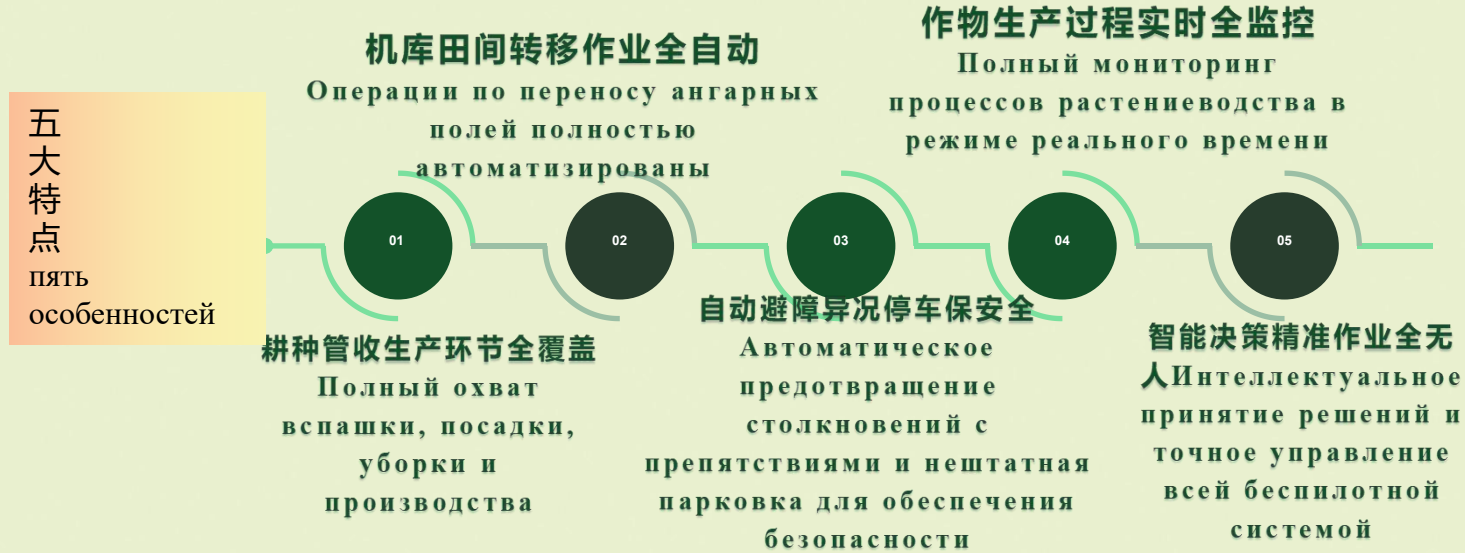 五
大
特
点
пять
особенностей
01
耕种管收生产环节全覆盖
Полный охват
вспашки, посадки,
уборки и
производства
机库田间转移作业全自动
Операции по переносу ангарных
полей полностью
автоматизированы
02
03
自动避障异况停车保安全
Автоматическое
предотвращение
столкновений с
препятствиями и нештатная
парковка для обеспечения
безопасности
作物生产过程实时全监控
Полный мониторинг
процессов растениеводства в
режиме реального времени
04
05
智能决策精准作业全无
人Интеллектуальное
принятие решений и
точное управление
всей беспилотной
системой